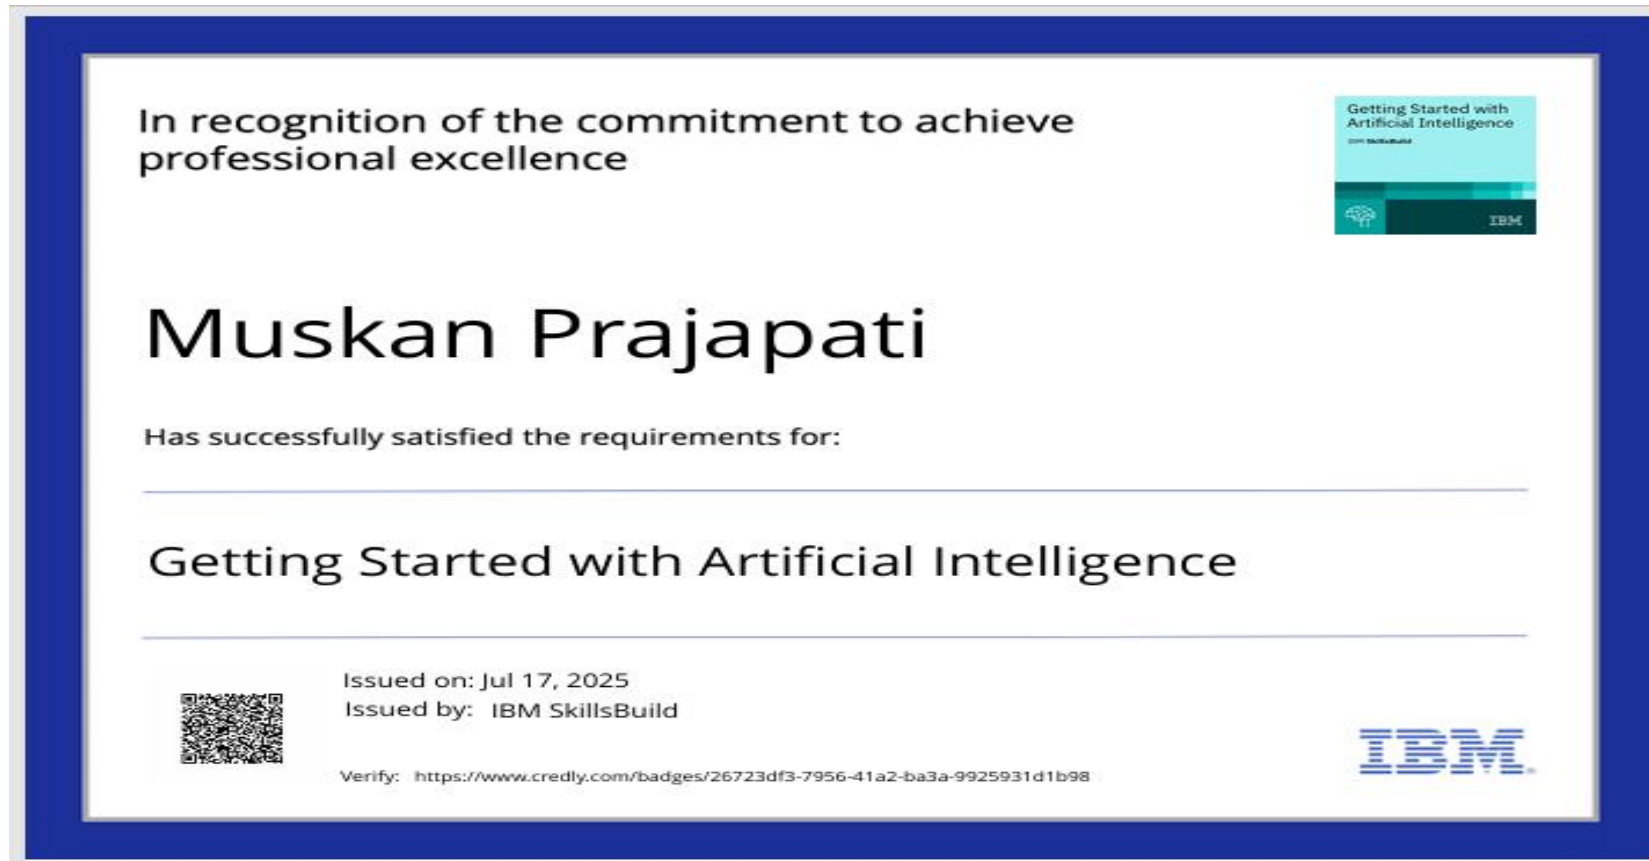 In recognition of the commitment to achieve
professional excellence
Getting Started with
Artificial Intelligence
IBM SkillsBuild
IBM
Muskan Prajapati
Has successfully satisfied the requirements for:
Getting Started with Artificial Intelligence
Issued on: Jul 17, 2025
Issued by: IBM SkillsBuild
Verify: https://www.credly.com/badges/26723df3-7956-41a2-ba3a-9925931d1b98
IBM.